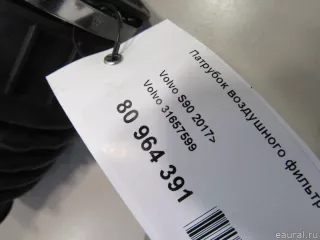 Патрубок воздушного фильтр
Volvo S90 2017>
Volvo 31657599
80 964 391
eaural.ru